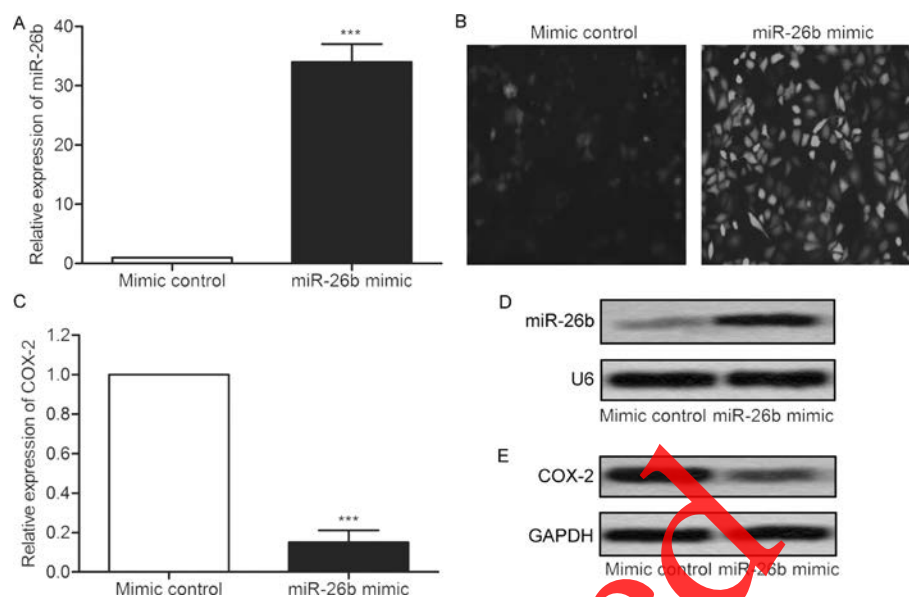 A
Relative expression of miR-26b
40
30
20
10
0
***
Mimic control
miR-26b mimic
B
Mimic control
miR-26b mimic
C
Relative expression of COX-2
1.2
1.0
0.8
0.6
0.4
0.2
0.0
***
Mimic control
miR-26b mimic
D
miR-26b
U6
Mimic control miR-26b mimic
E
COX-2
GAPDH
Mimic control miR-26b mimic